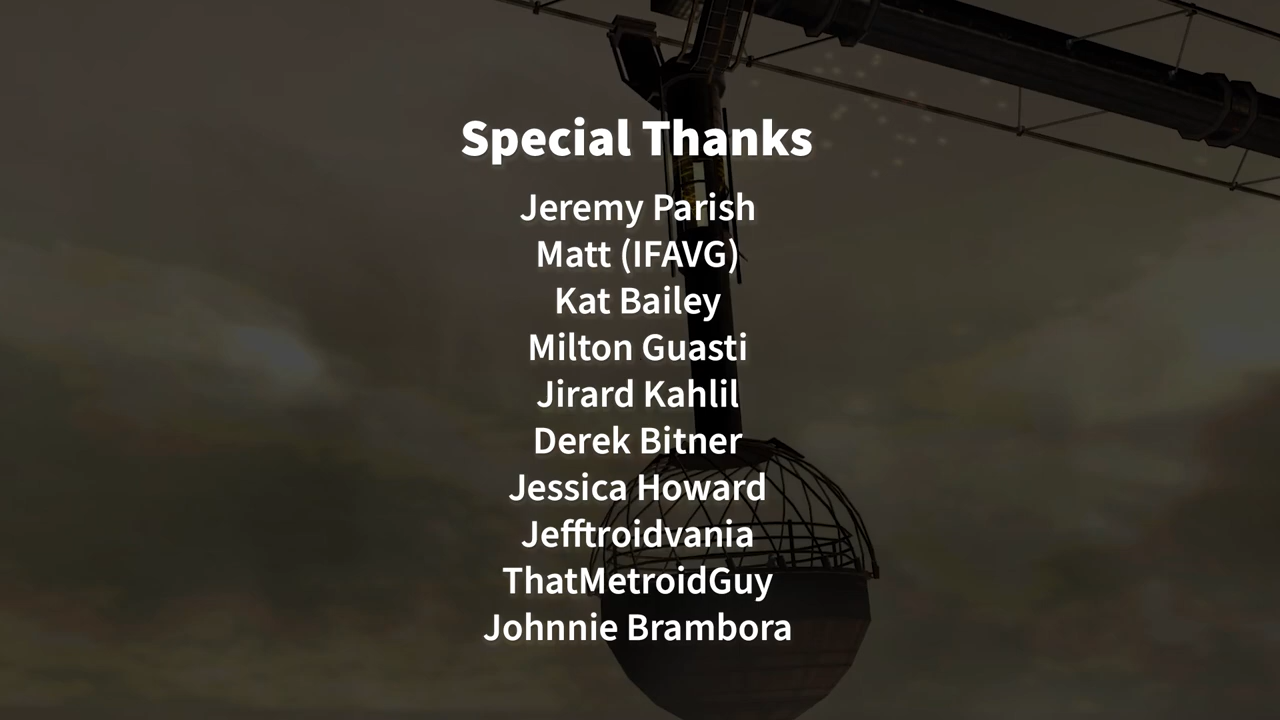 Special Thanks
Jeremy Parish
Matt (IFAVG)
Kat Bailey
Milton Guasti
Jirard Kahlil
Derek Bitner
Jessica Howard
Jefftroidvania
ThatMetroidGuy
Johnnie Brambora